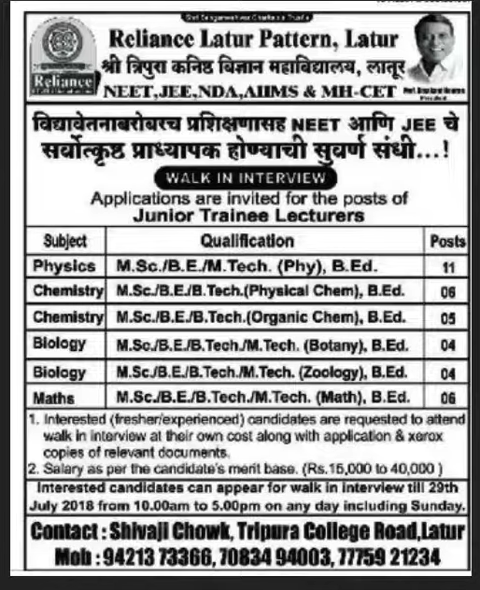 Shri Sangameshwar Charitable Trust's
Reliance
Reliance Latur Pattern, Latur
श्री त्रिपुरा कनिष्ठ विज्ञान महाविद्यालय, लातूर
NEET,JEE,NDA,AIIMS & MH-CET
विद्यावेतनाबरोबरच प्रशिक्षणासह NEET आणि JEE चे
सर्वोत्कृष्ट प्राध्यापक होण्याची सुवर्ण संधी...!
WALK IN INTERVIEW
Applications are invited for the posts of
Junior Trainee Lecturers
Subject Qualification Posts
Physics M.Sc./B.E./M.Tech. (Phy), B.Ed. 11
Chemistry M.Sc./B.E./B.Tech.(Physical Chem), B.Ed. 06
Chemistry M.Sc./B.E./B.Tech.(Organic Chem), B.Ed. 05
Biology M.Sc./B.E./B.Tech./M.Tech. (Botany), B.Ed. 04
Biology M.Sc./B.E./B.Tech./M.Tech. (Zoology), B.Ed. 04
Maths M.Sc./B.E./B.Tech./M.Tech. (Math), B.Ed. 06
1. Interested (fresher/experienced) candidates are requested to attend
walk in interview at their own cost along with application & xerox
copies of relevant documents.
2. Salary as per the candidate's merit base. (Rs.15,000 to 40,000 )
Interested candidates can appear for walk in interview till 29th
July 2018 from 10.00am to 5.00pm on any day including Sunday.
Contact : Shivaji Chowk, Tripura College Road,Latur
Mob : 94213 73366, 70834 94003, 77759 21234